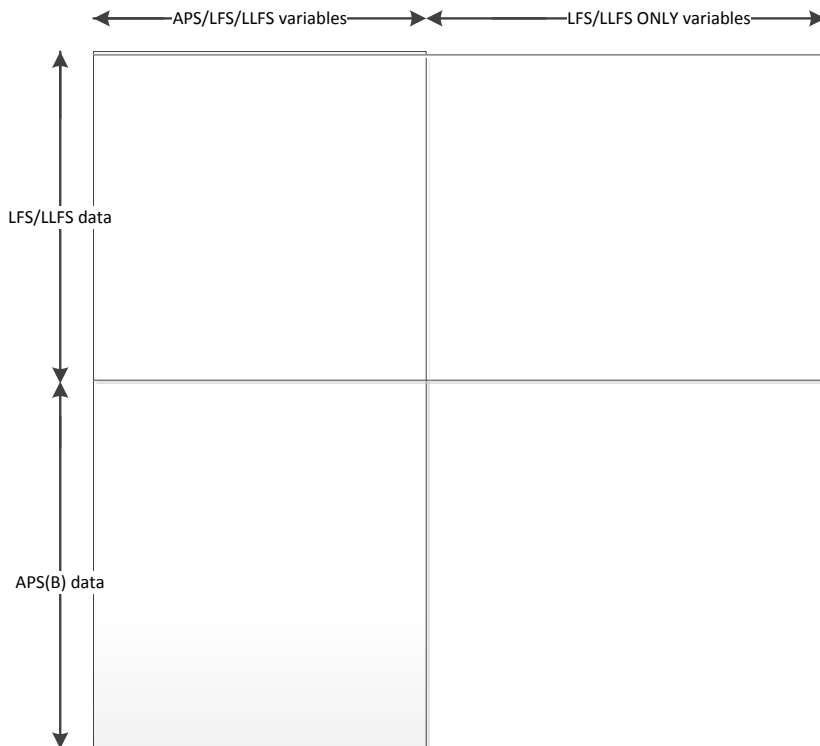 APS/LFS/LLFS variables
LFS/LLFS ONLY variables
LFS/LLFS data
APS(B) data